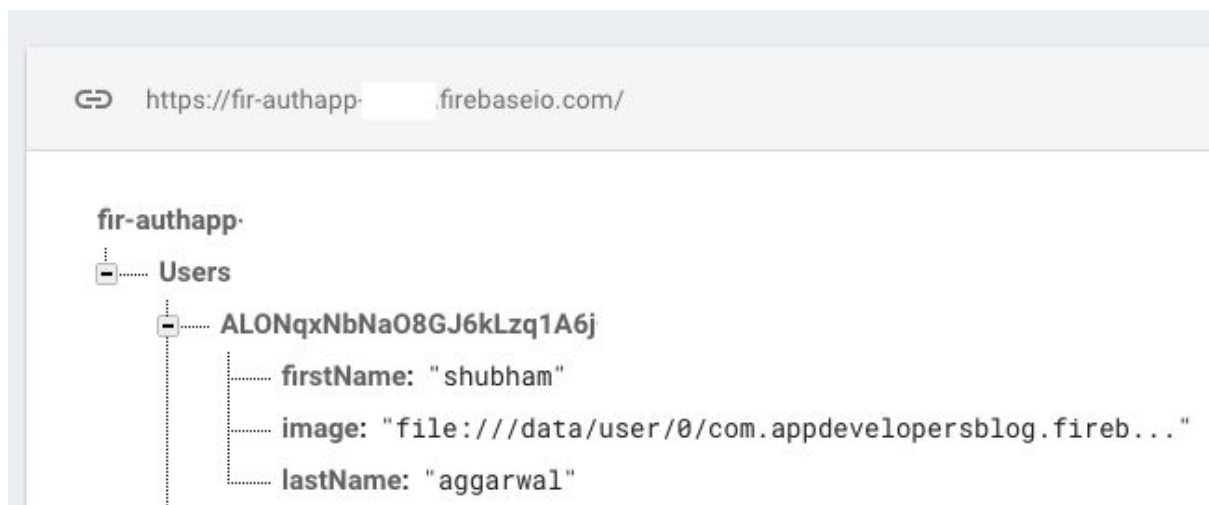 https://fir-authapp- .firebaseio.com/
fir-authapp-
Users
ALONqxNbNaO8GJ6kLzq1A6j
firstName: "shubham"
image: "file:///data/user/0/com.appdevelopersblog.fireb..."
lastName: "aggarwal"